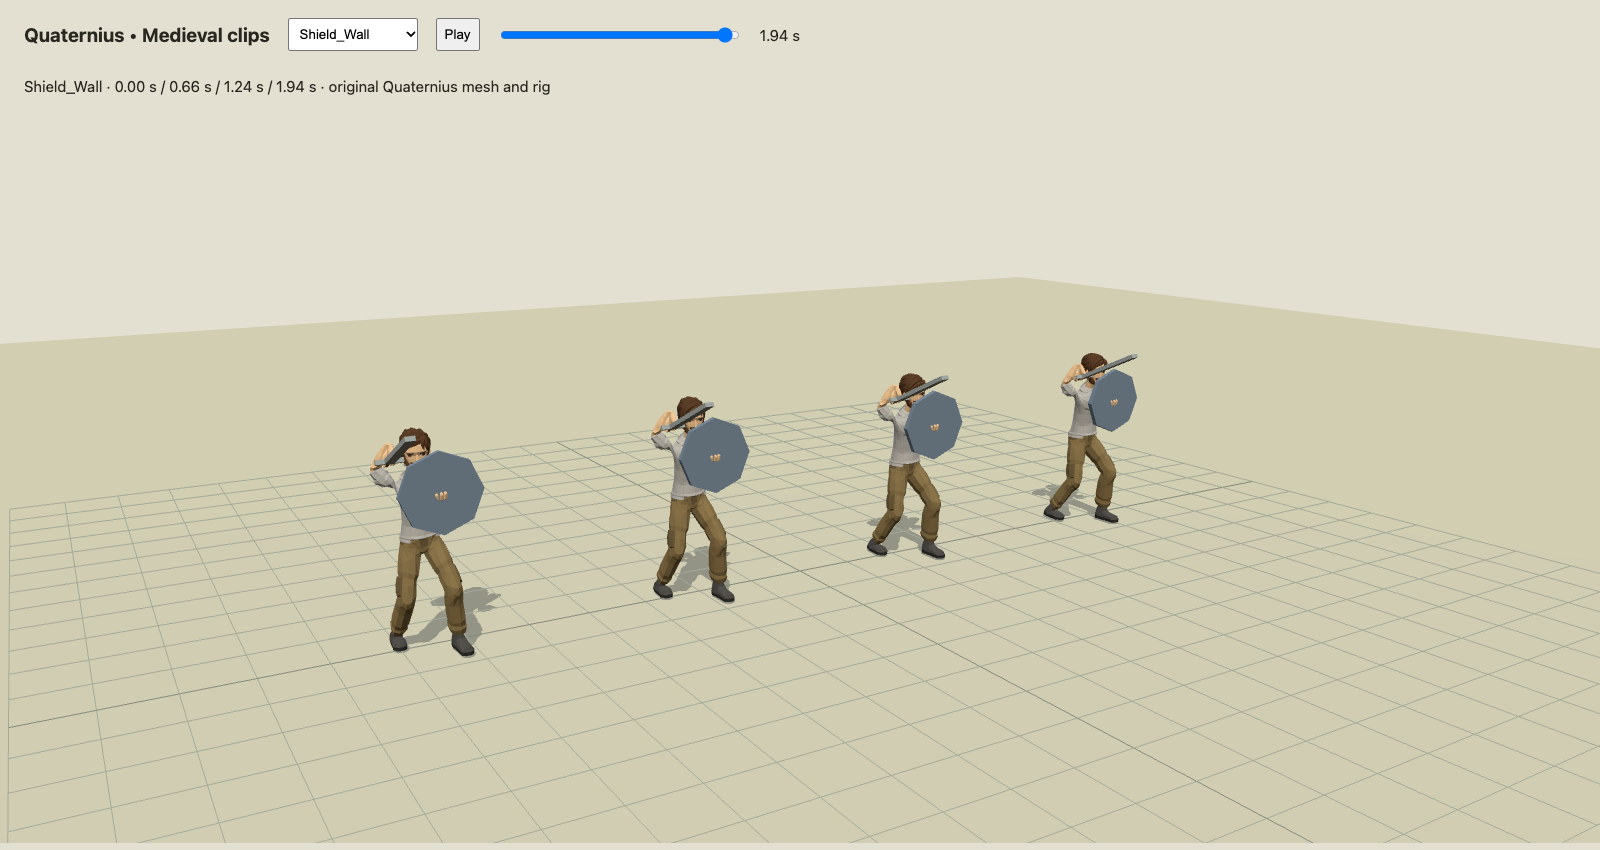 Quaternius • Medieval clips Shield_Wall Play 1.94 s
Shield_Wall · 0.00 s / 0.66 s / 1.24 s / 1.94 s · original Quaternius mesh and rig